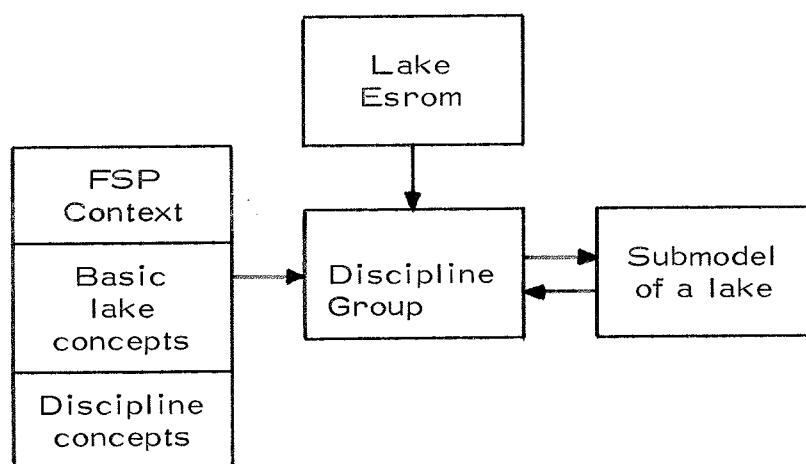 Lake
Esrom
FSP
Context
Basic
lake
concepts
Discipline
concepts
Discipline
Group
Submodel
of a lake